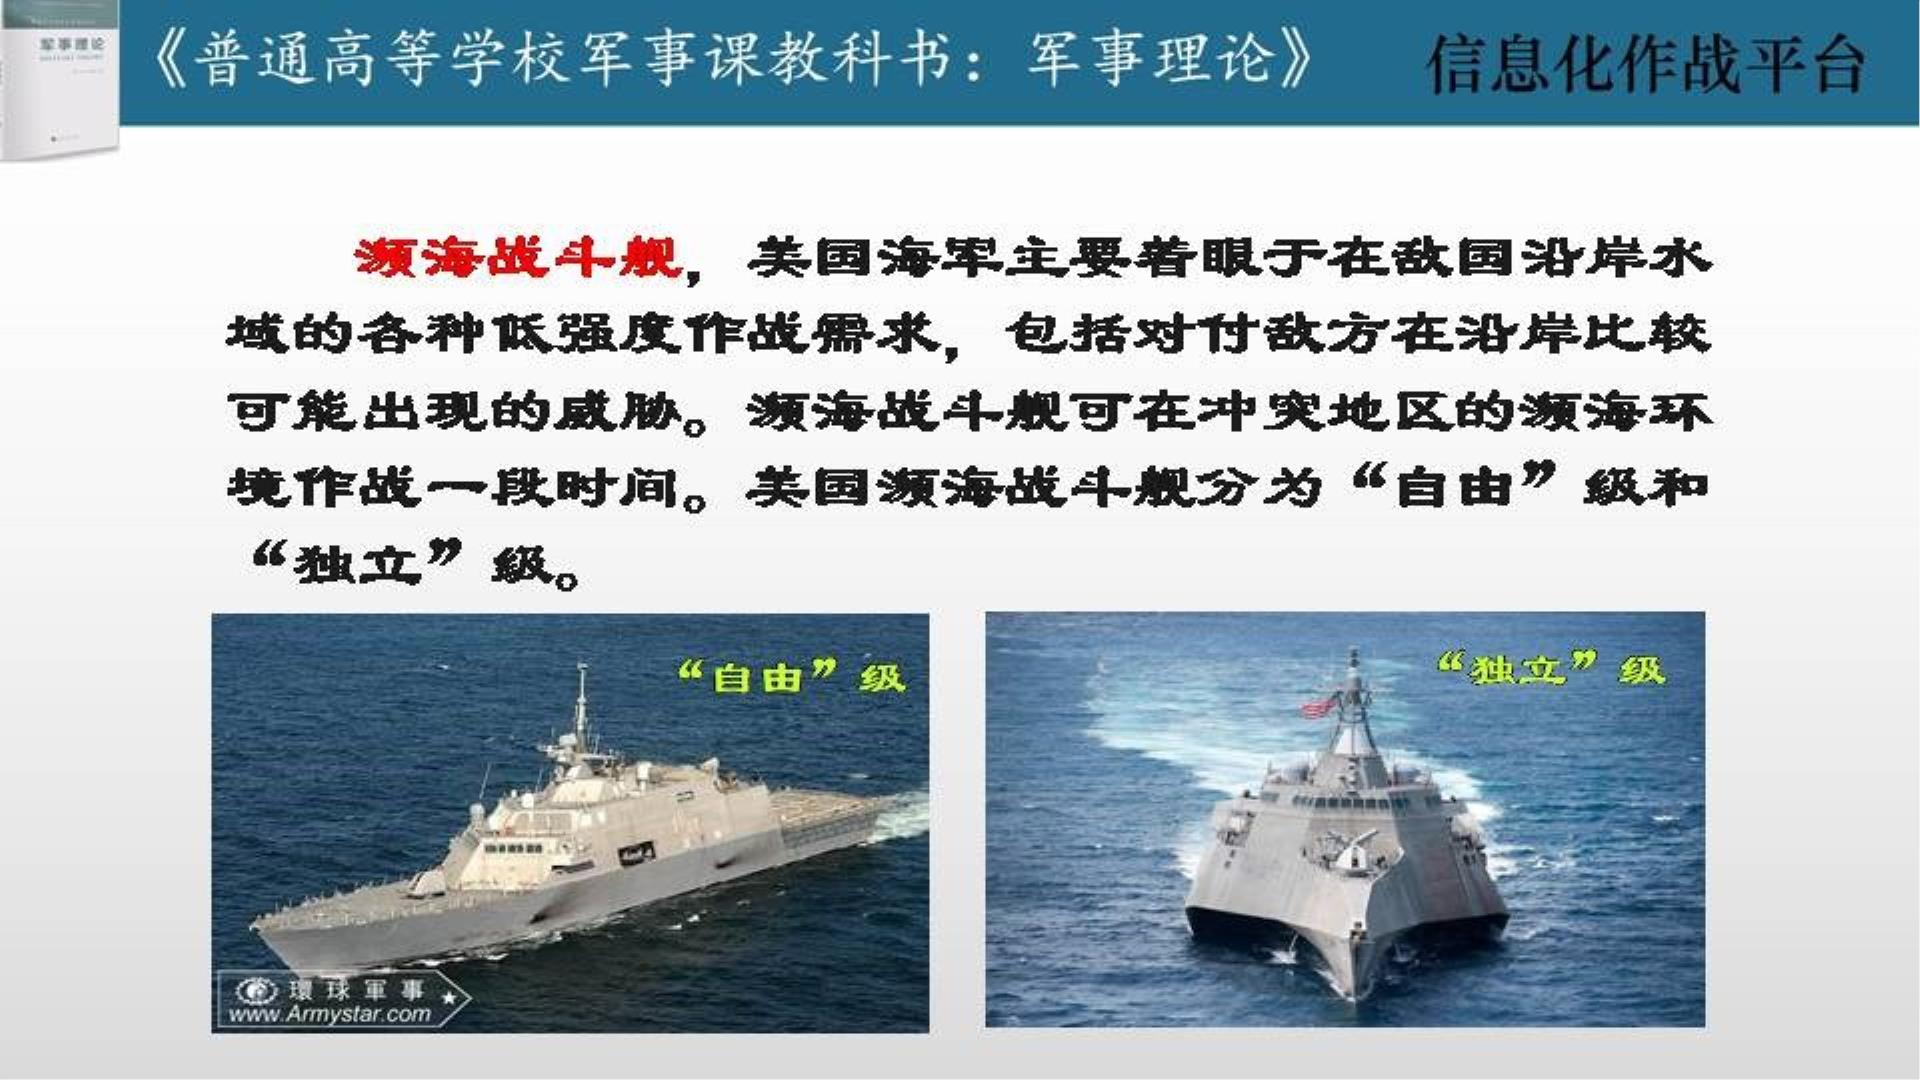 军事理论
《普通高等学校军事课教科书：军事理论》
信息化作战平台
濒海战斗舰，美国海军主要着眼于在敌国沿岸水
域的各种低强度作战需求，包括对付敌方在沿岸比较
可能出现的威胁。濒海战斗舰可在冲突地区的濒海环
境作战一段时间。美国濒海战斗舰分为“自由”级和
“独立”级。
“自由”级
“独立”级
環球軍事
www.Armystar.com